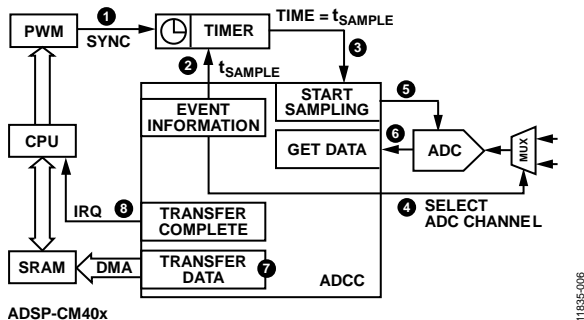 1
PWM
SYNC
TIMER
TIME = tSAMPLE
2
tSAMPLE
3
START
SAMPLING
5
EVENT
INFORMATION
6
CPU
GET DATA
ADC
MUX
4
SELECT
ADC CHANNEL
IRQ
8
TRANSFER
COMPLETE
SRAM
DMA
TRANSFER
DATA
7
ADCC
ADSP-CM40x
11835-006